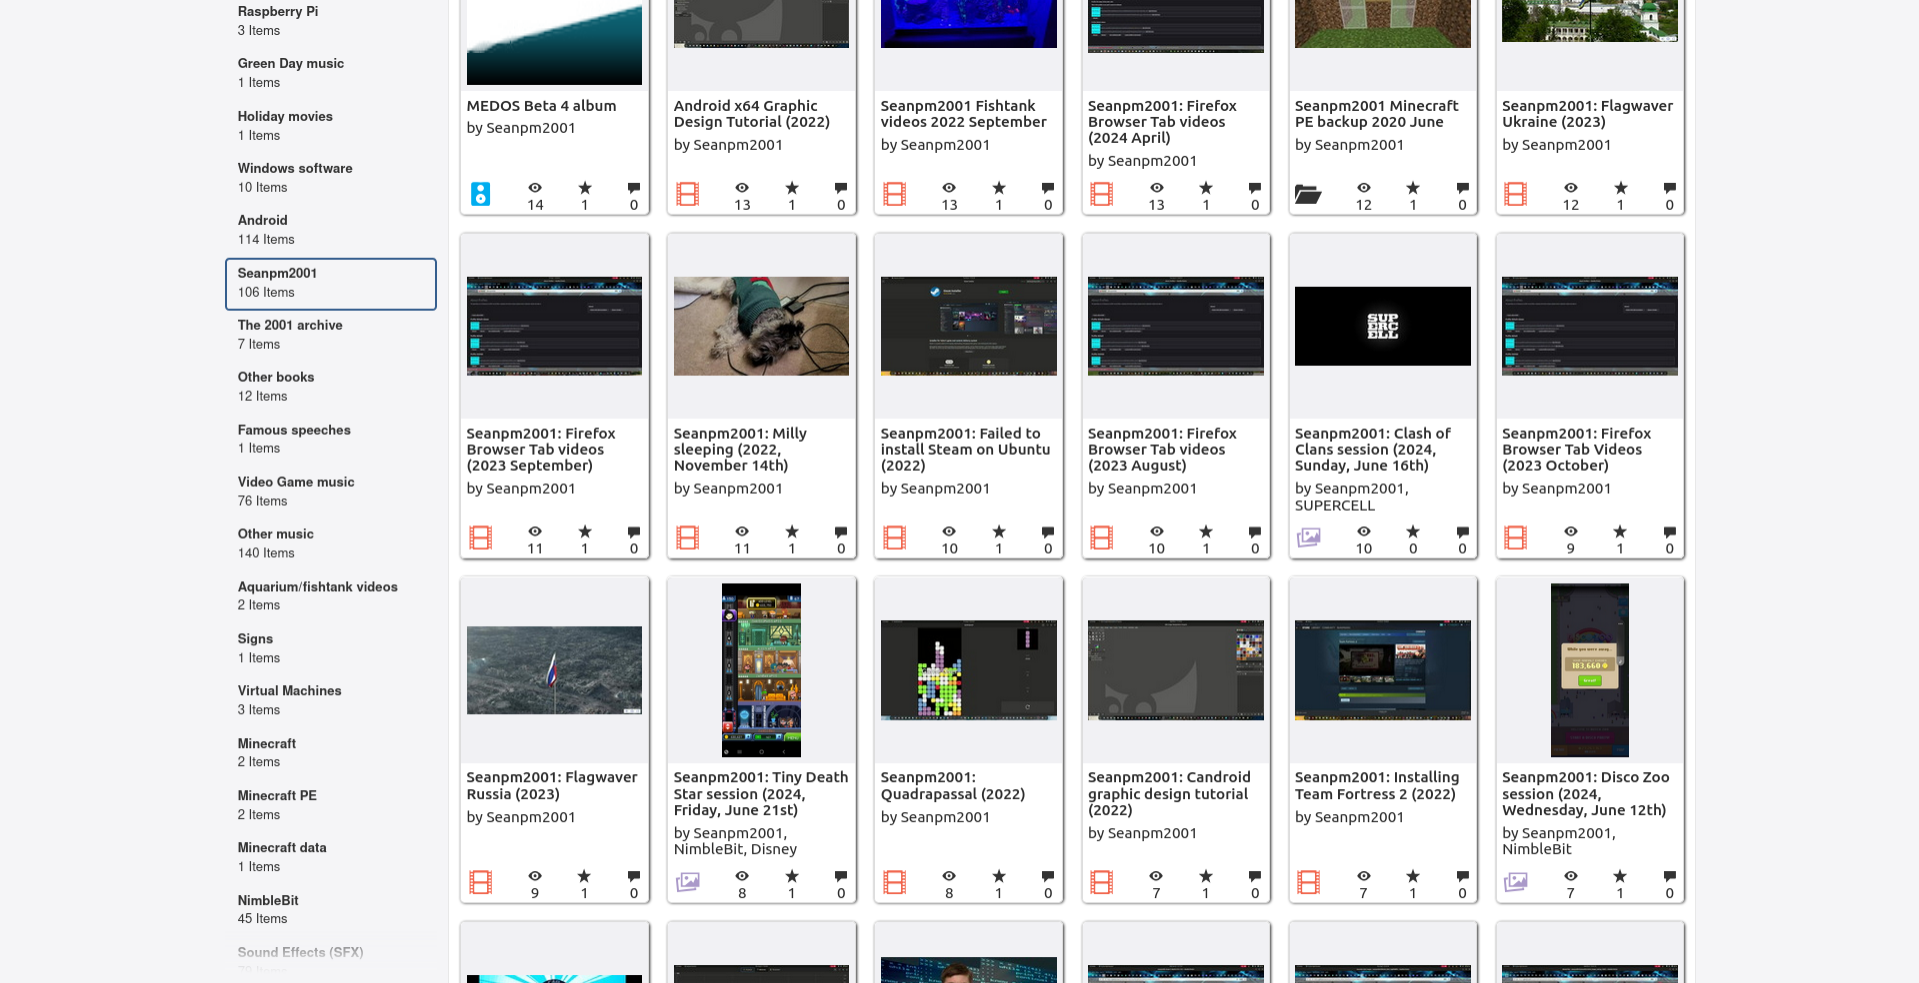 Raspberry Pi
3 Items
Green Day music
1 Items
Holiday movies
1 Items
Windows software
10 Items
Android
114 Items
Seanpm2001
106 Items
The 2001 archive
7 Items
Other books
12 Items
Famous speeches
1 Items
Video Game music
76 Items
Other music
140 Items
Aquarium/fishtank videos
2 Items
Signs
1 Items
Virtual Machines
3 Items
Minecraft
2 Items
Minecraft PE
2 Items
Minecraft data
1 Items
NimbleBit
45 Items
Sound Effects (SFX)
MEDOS Beta 4 album
by Seanpm2001
14
1
0
Android x64 Graphic
Design Tutorial (2022)
by Seanpm2001
13
1
0
Seanpm2001 Fishtank
videos 2022 September
by Seanpm2001
13
1
0
Seanpm2001: Firefox
Browser Tab videos
(2024 April)
by Seanpm2001
13
1
0
Seanpm2001 Minecraft
PE backup 2020 June
by Seanpm2001
12
1
0
Seanpm2001: Flagwaver
Ukraine (2023)
by Seanpm2001
12
1
0
Seanpm2001: Firefox
Browser Tab videos
(2023 September)
by Seanpm2001
11
1
0
Seanpm2001: Milly
sleeping (2022,
November 14th)
by Seanpm2001
11
1
0
Seanpm2001: Failed to
install Steam on Ubuntu
(2022)
by Seanpm2001
10
1
0
Seanpm2001: Firefox
Browser Tab videos
(2023 August)
by Seanpm2001
10
1
0
SUP
ERC
ELL
Seanpm2001: Clash of
Clans session (2024,
Sunday, June 16th)
by Seanpm2001,
SUPERCELL
10
0
0
Seanpm2001: Firefox
Browser Tab Videos
(2023 October)
by Seanpm2001
9
1
0
Seanpm2001: Flagwaver
Russia (2023)
by Seanpm2001
9
1
0
Seanpm2001: Tiny Death
Star session (2024,
Friday, June 21st)
by Seanpm2001,
NimbleBit, Disney
8
1
0
Seanpm2001:
Quadrapassal (2022)
by Seanpm2001
8
1
0
Seanpm2001: Candroid
graphic design tutorial
(2022)
by Seanpm2001
7
1
0
Seanpm2001: Installing
Team Fortress 2 (2022)
by Seanpm2001
7
1
0
While you were away...
183,660
Seanpm2001: Disco Zoo
session (2024,
Wednesday, June 12th)
by Seanpm2001,
NimbleBit
7
1
0